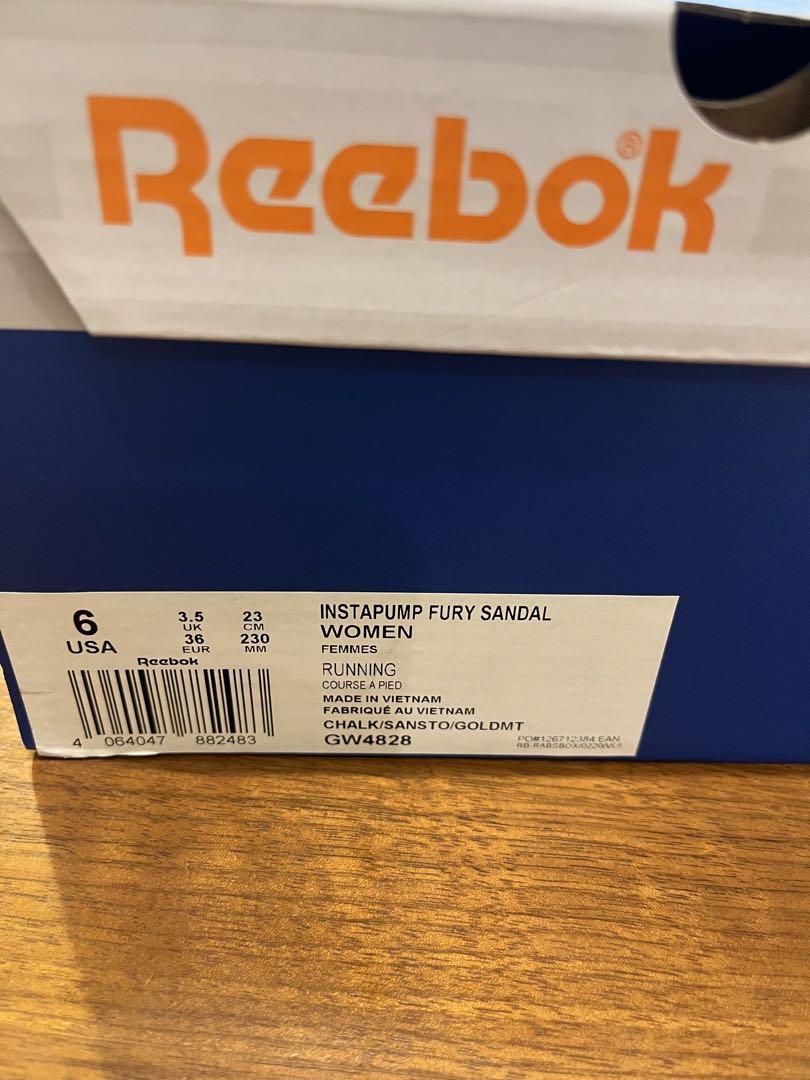 Reebok®
6
USA
3.5
UK
36
EUR
23
CM
230
MM
Reebok
4 064047 882483
INSTAPUMP FURY SANDAL
WOMEN
FEMMES
RUNNING
COURSE A PIED
MADE IN VIETNAM
FABRIQUÉ AU VIETNAM
CHALK/SANSTO/GOLDMT
GW4828
PO#126712384 EAN